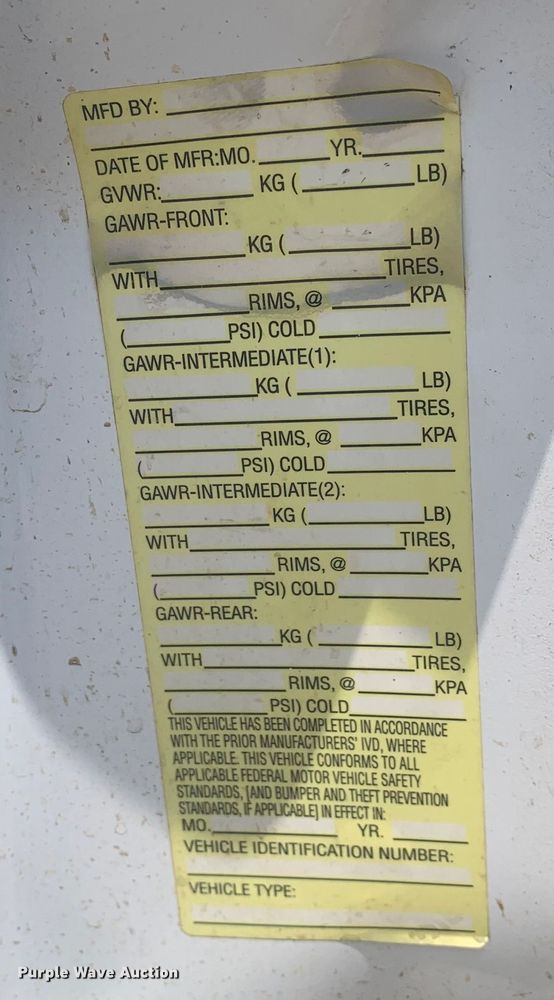 MFD BY:
DATE OF MFR:MO. YR.
GVWR: KG ( LB)
GAWR-FRONT:
KG ( LB)
WITH TIRES,
RIMS, @ KPA
( PSI) COLD
GAWR-INTERMEDIATE(1):
KG ( LB)
WITH TIRES,
RIMS, @ KPA
( PSI) COLD
GAWR-INTERMEDIATE(2):
KG ( LB)
WITH TIRES,
RIMS, @ KPA
( PSI) COLD
GAWR-REAR:
KG ( LB)
WITH TIRES,
RIMS, @ KPA
( PSI) COLD
THIS VEHICLE HAS BEEN COMPLETED IN ACCORDANCE
WITH THE PRIOR MANUFACTURERS' IVD, WHERE
APPLICABLE. THIS VEHICLE CONFORMS TO ALL
APPLICABLE FEDERAL MOTOR VEHICLE SAFETY
STANDARDS, [AND BUMPER AND THEFT PREVENTION
STANDARDS, IF APPLICABLE] IN EFFECT IN:
MO. YR.
VEHICLE IDENTIFICATION NUMBER:
VEHICLE TYPE:
Purple Wave Auction